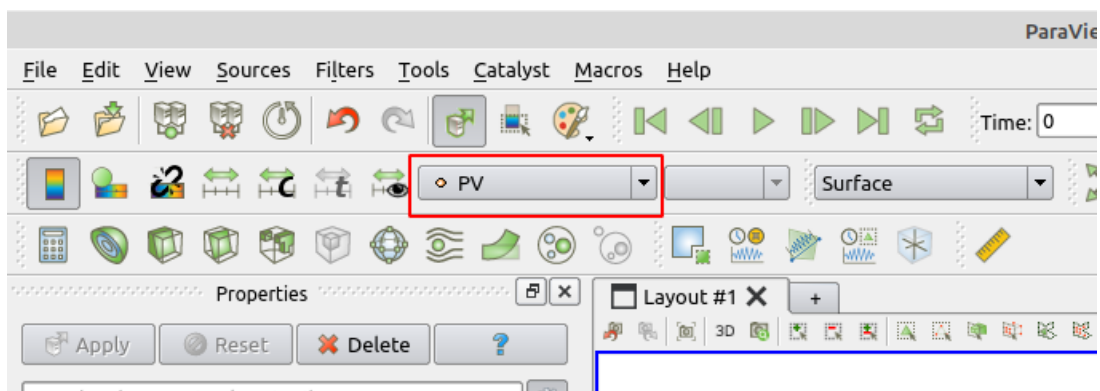 ParaVie
File Edit View Sources Filters Tools Catalyst Macros Help
Time: 0
C t PV Surface
Properties
Layout #1 +
Apply Reset Delete ? 3D